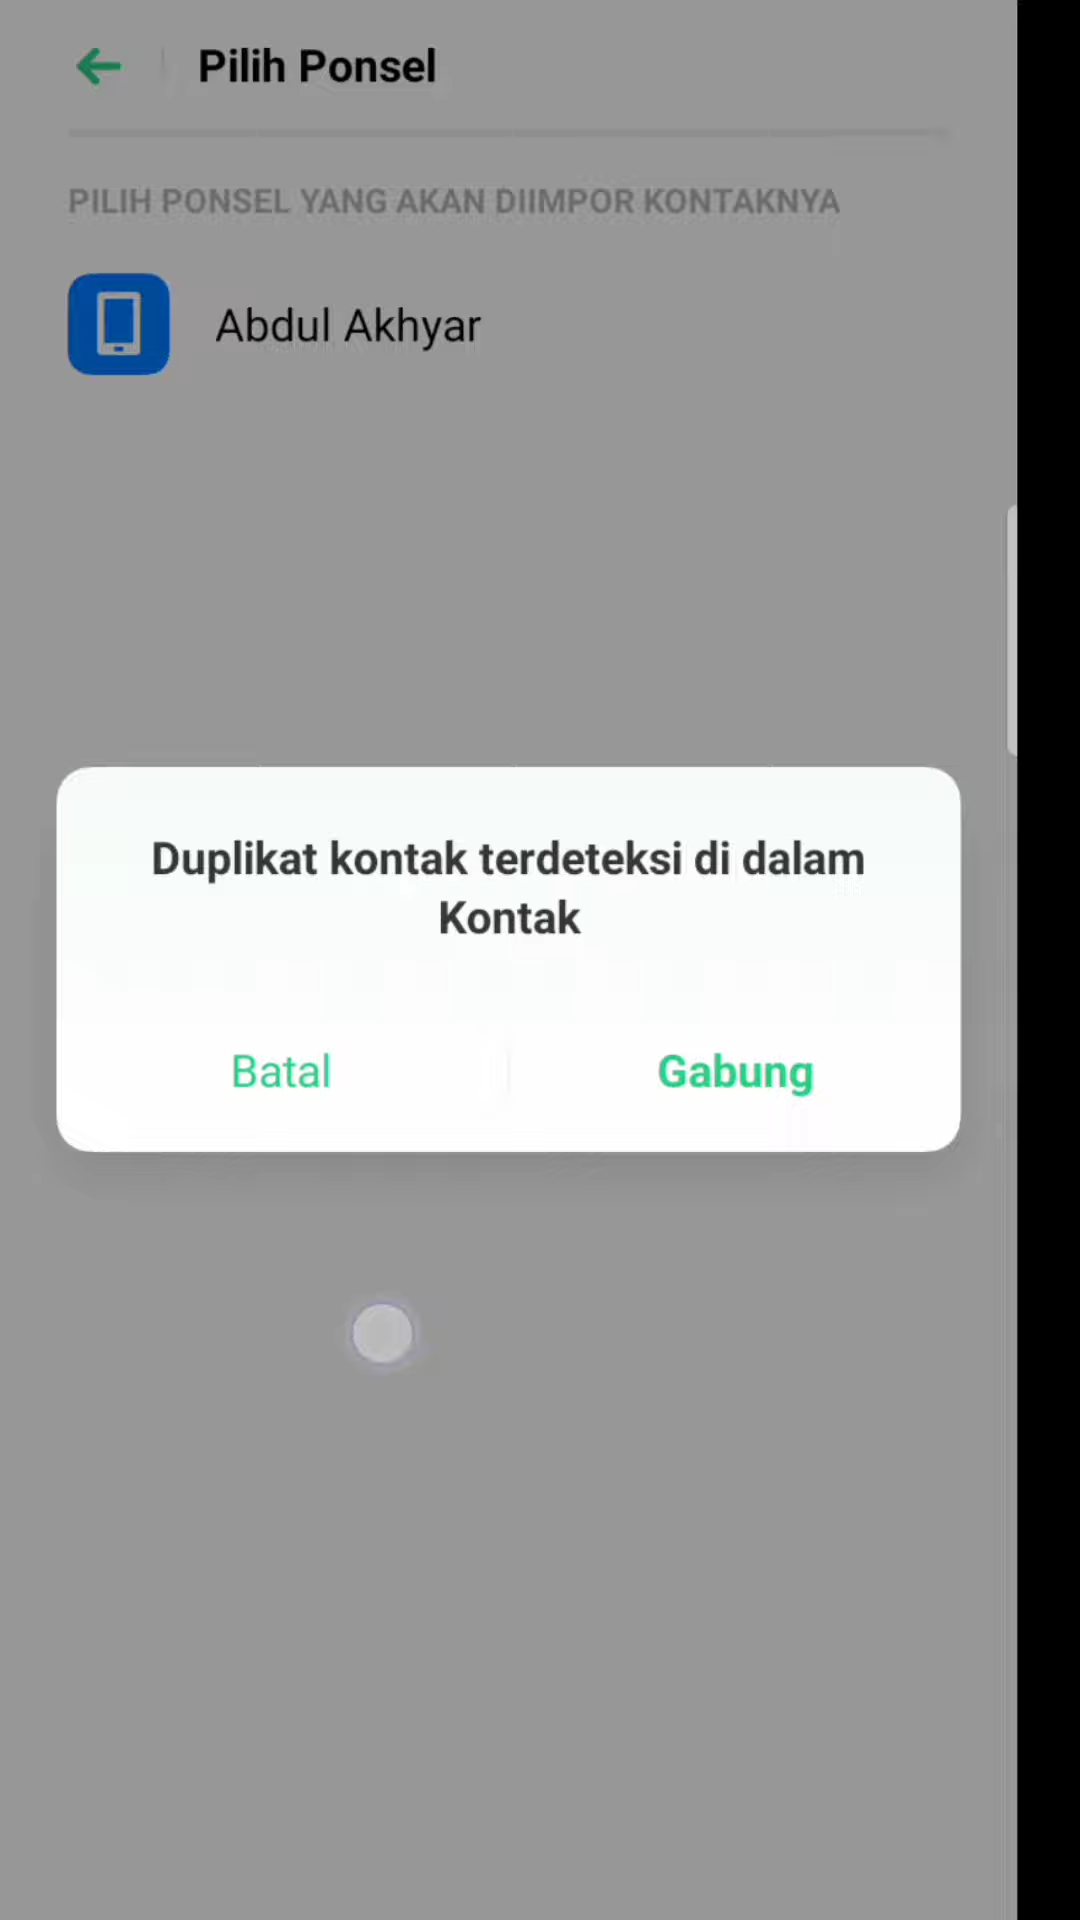 Pilih Ponsel
PILIH PONSEL YANG AKAN DIIMPOR KONTAKNYA
Abdul Akhyar
Duplikat kontak terdeteksi di dalam
Kontak
Batal
Gabung